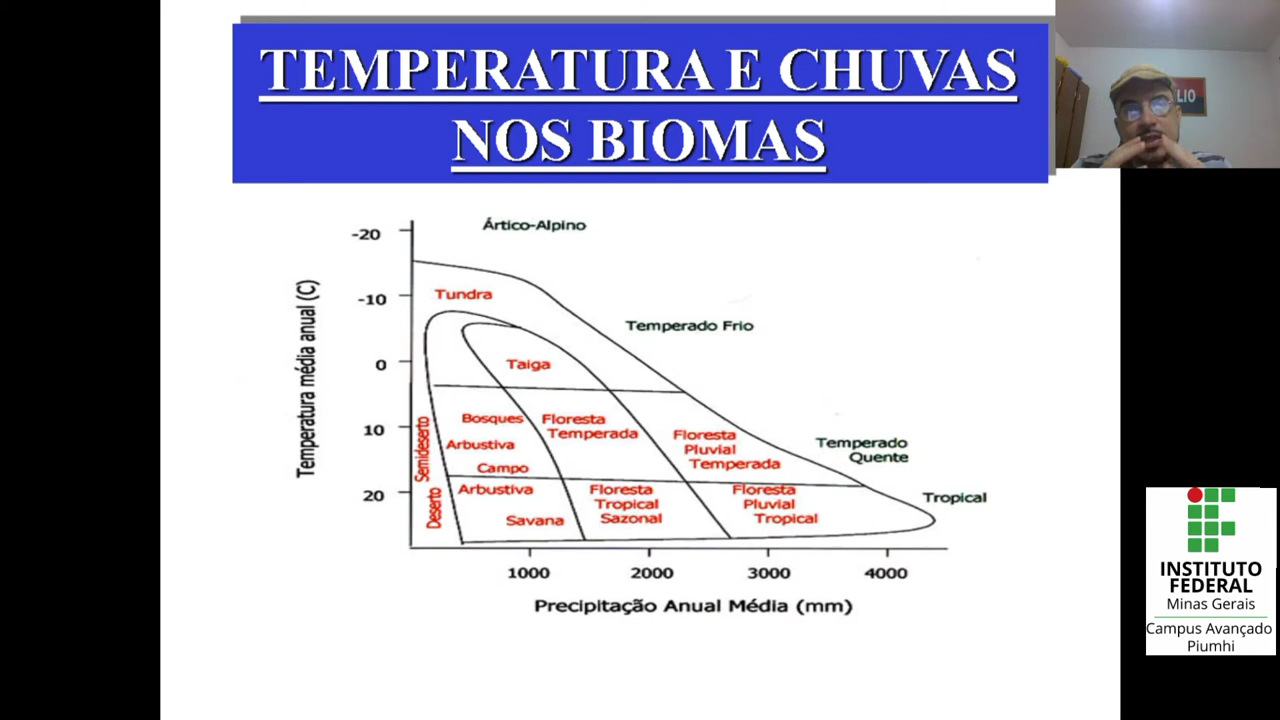 TEMPERATURA E CHUVAS
NOS BIOMAS
LIO
Ártico-Alpino
-20
Tundra
-10
Temperado Frio
Taiga
0
Temperatura média anual (C)
Bosques
Floresta
Temperada
10
Arbustiva
Campo
Floresta
Pluvial
Temperada
Temperado
Quente
Semideserto
Deserto
20
Arbustiva
Savana
Floresta
Tropical
Sazonal
Floresta
Pluvial
Tropical
Tropical
1000
2000
3000
4000
Precipitação Anual Média (mm)
INSTITUTO
FEDERAL
Minas Gerais
Campus Avançado
Piumhi